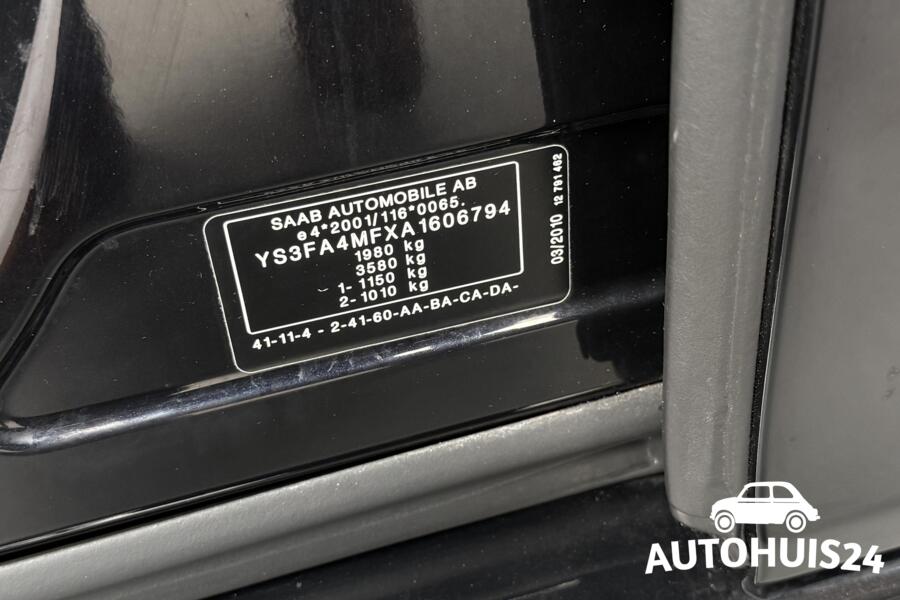 SAAB AUTOMOBILE AB
e4*2001/116*0065.
YS3FA4MFXA1606794
1980 kg
3580 kg
1- 1150 kg
2- 1010 kg
41-11-4 - 2-41-60-AA-BA-CA-DA-
03/2010 12 791 462
AUTOHUIS24